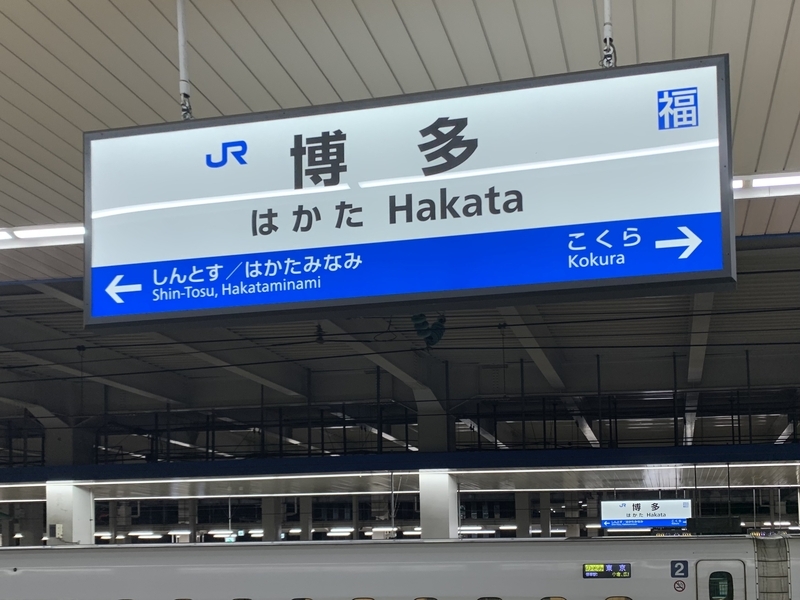 JR
福
博多
はかた Hakata
しんとす／はかたみなみ
Shin-Tosu, Hakataminami
こくら
Kokura
JR 博多
はかた Hakata
東京
2